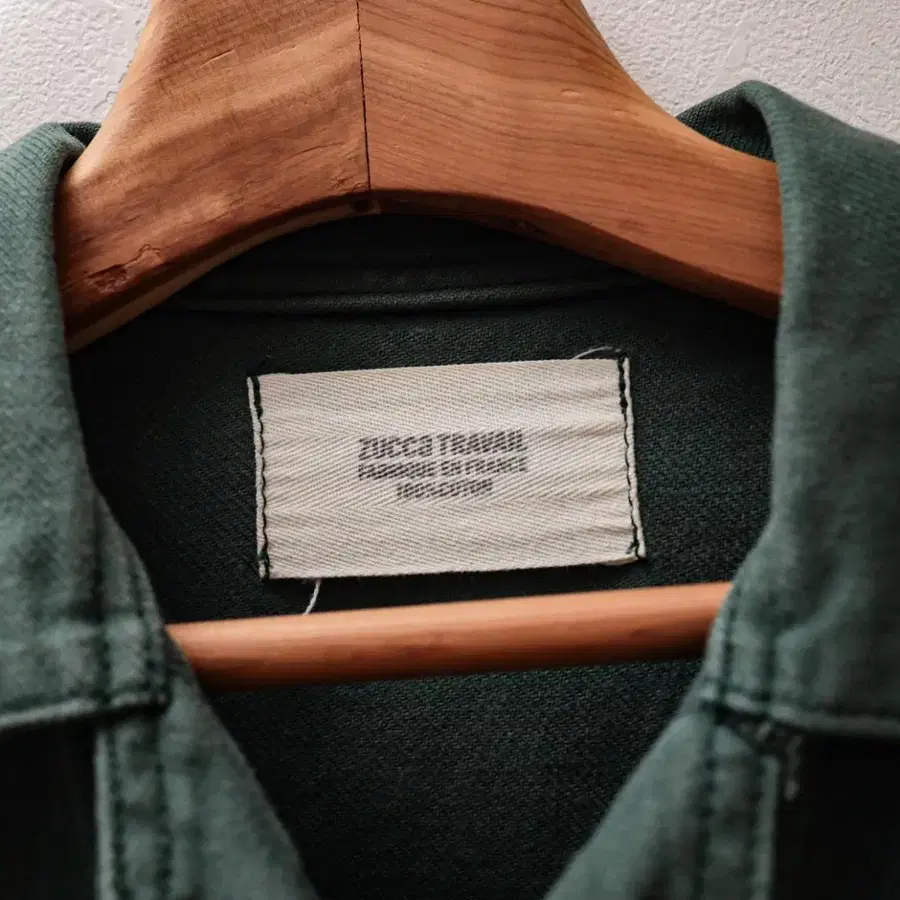 ZUCCa TRAVAIL
FABRIQUE EN FRANCE
100%COTON